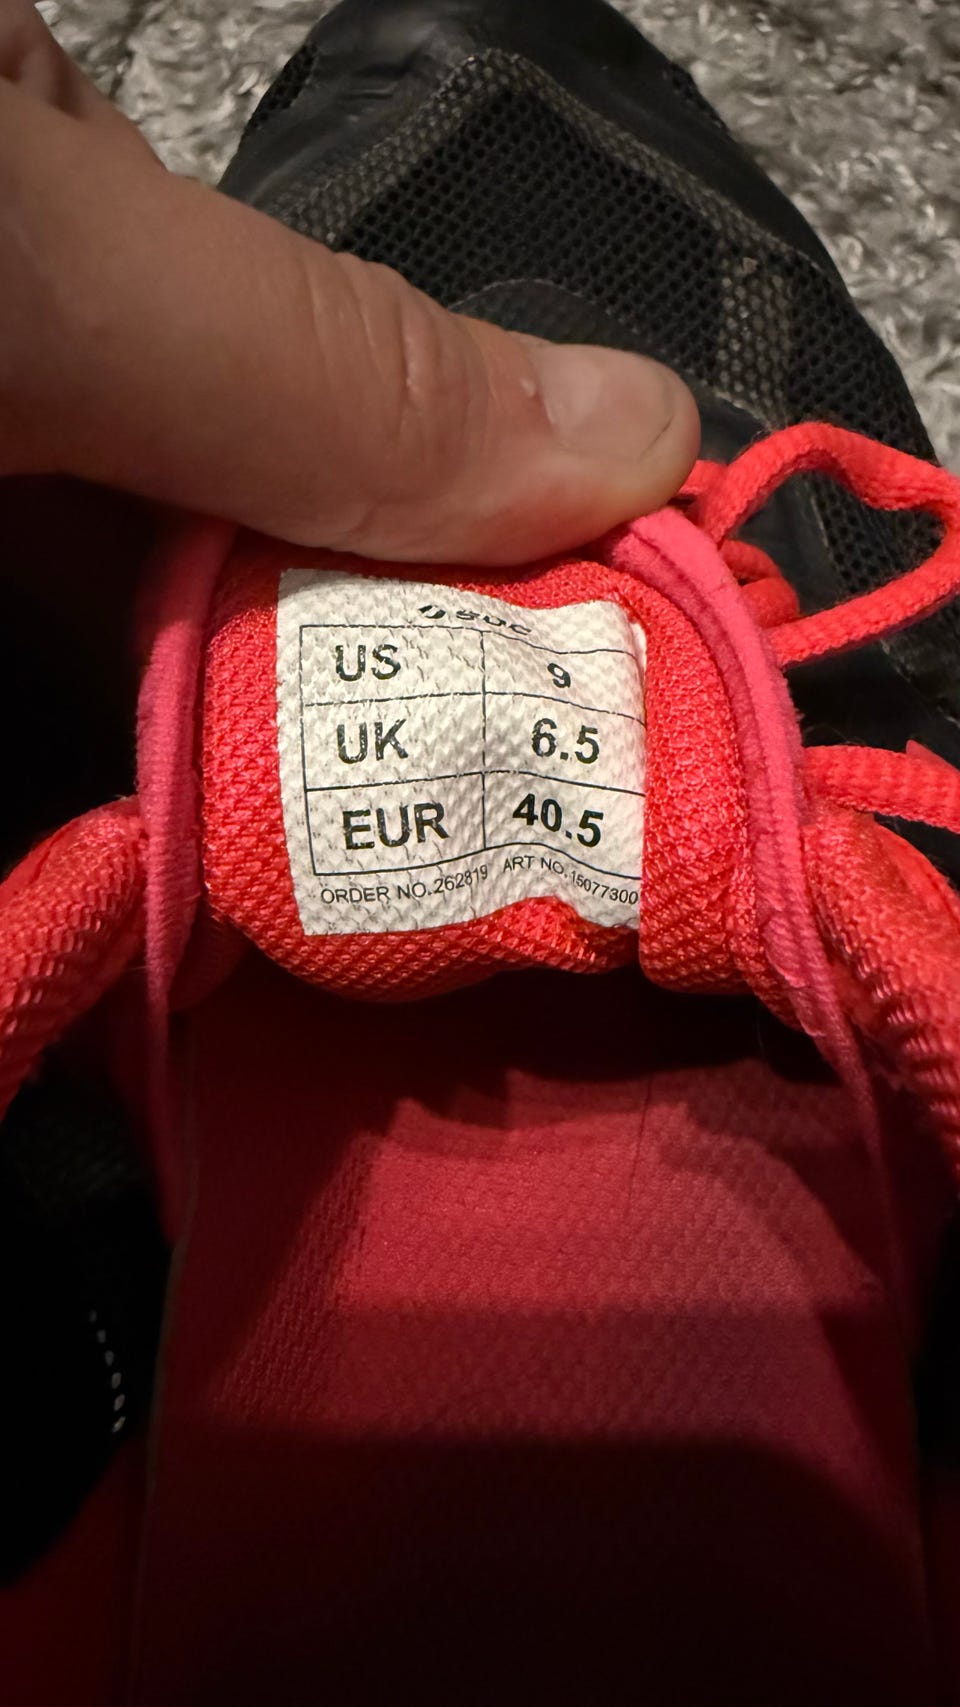 US 9
UK 6.5
EUR 40.5
ORDER NO.262819 ART NO.15077300